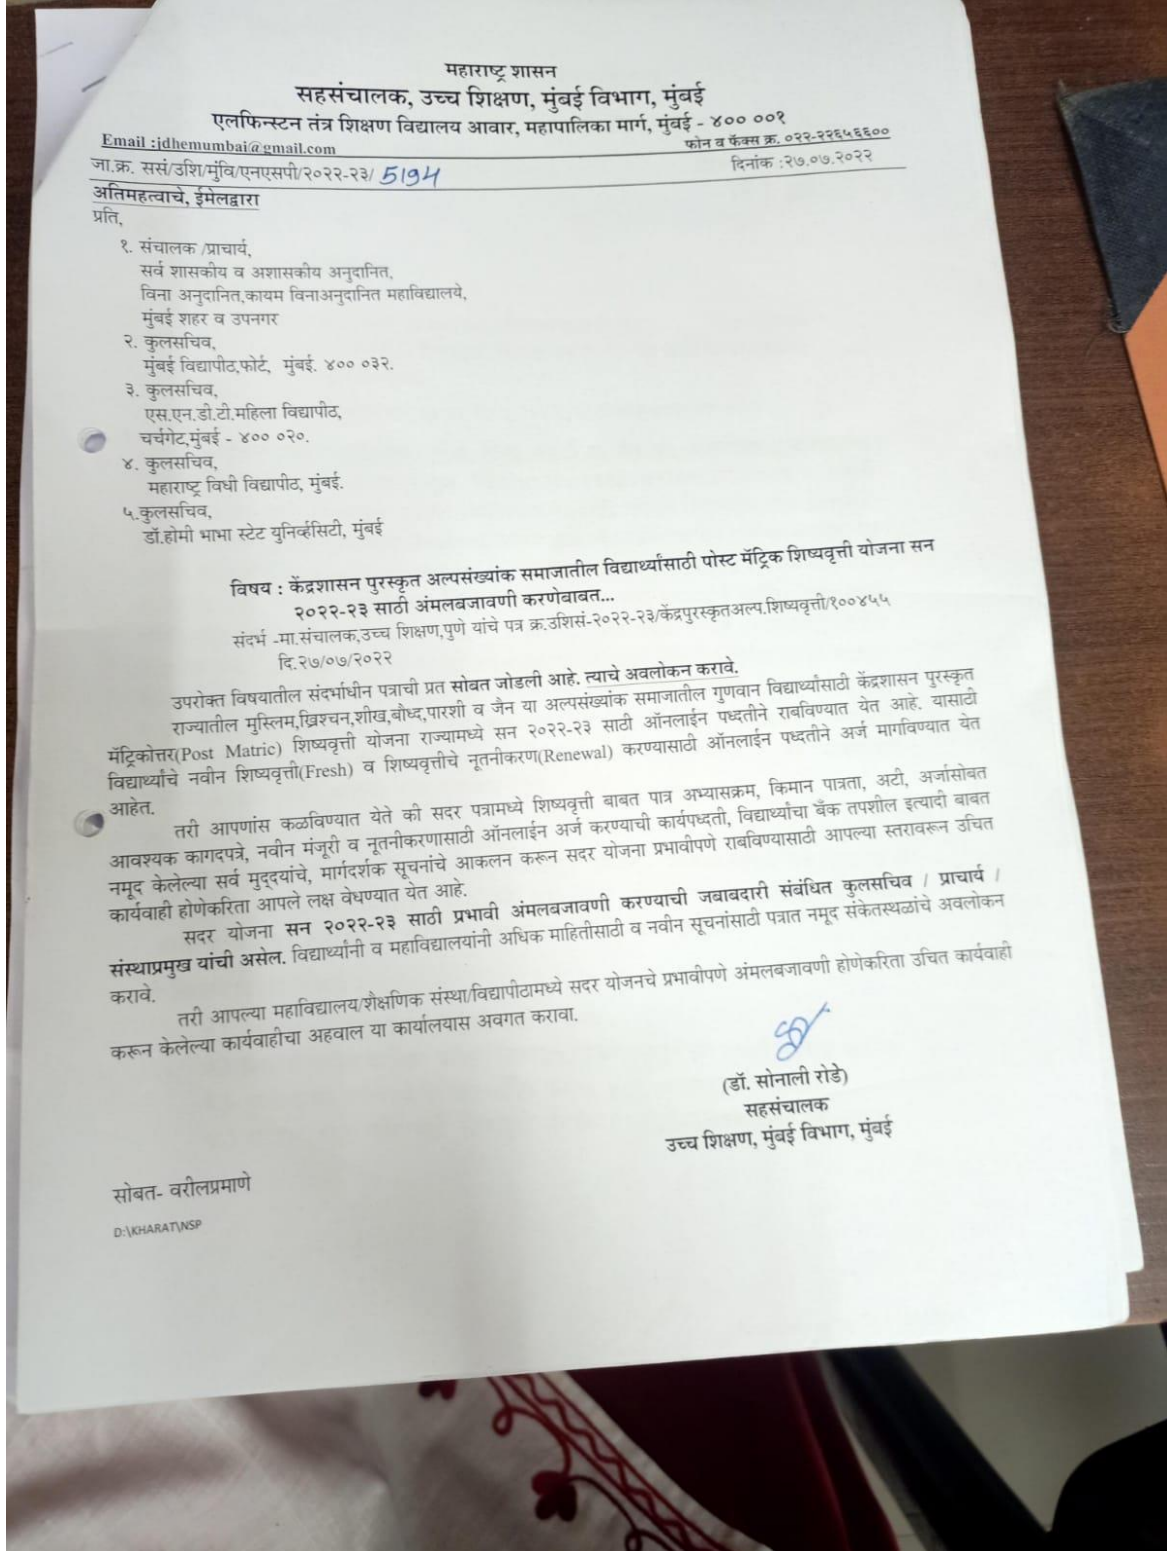 महाराष्ट्र शासन
सहसंचालक, उच्च शिक्षण, मुंबई विभाग, मुंबई
एलफिन्स्टन तंत्र शिक्षण विद्यालय आवार, महापालिका मार्ग, मुंबई - ४०० ००१
Email :jdhemumbai@gmail.com फोन व फॅक्स क्र. ०२२-२२६५६६००
जा.क्र. ससं/उशि/मुंवि/एनएसपी/२०२२-२३/ 5194 दिनांक :२७.०७.२०२२
अतिमहत्वाचे, ईमेलद्वारा
प्रति,
१. संचालक /प्राचार्य,
सर्व शासकीय व अशासकीय अनुदानित,
विना अनुदानित,कायम विनाअनुदानित महाविद्यालये,
मुंबई शहर व उपनगर
२. कुलसचिव,
मुंबई विद्यापीठ,फोर्ट, मुंबई. ४०० ०३२.
३. कुलसचिव,
एस.एन.डी.टी.महिला विद्यापीठ,
चर्चगेट,मुंबई - ४०० ०२०.
४. कुलसचिव,
महाराष्ट्र विधी विद्यापीठ, मुंबई.
५.कुलसचिव,
डॉ.होमी भाभा स्टेट युनिर्व्हसिटी, मुंबई
विषय : केंद्रशासन पुरस्कृत अल्पसंख्यांक समाजातील विद्यार्थ्यांसाठी पोस्ट मॅट्रिक शिष्यवृत्ती योजना सन
२०२२-२३ साठी अंमलबजावणी करणेबाबत...
संदर्भ -मा.संचालक,उच्च शिक्षण,पुणे यांचे पत्र क्र.उशिसं-२०२२-२३/केंद्रपुरस्कृतअल्प.शिष्यवृत्ती/१००४५५
दि.२७/०७/२०२२
उपरोक्त विषयातील संदर्भाधीन पत्राची प्रत सोबत जोडली आहे. त्याचे अवलोकन करावे.
राज्यातील मुस्लिम,ख्रिश्चन,शीख,बौध्द,पारशी व जैन या अल्पसंख्यांक समाजातील गुणवान विद्यार्थ्यांसाठी केंद्रशासन पुरस्कृत
मॅट्रिकोत्तर(Post Matric) शिष्यवृत्ती योजना राज्यामध्ये सन २०२२-२३ साठी ऑनलाईन पध्दतीने राबविण्यात येत आहे. यासाठी
विद्यार्थ्यांचे नवीन शिष्यवृत्ती(Fresh) व शिष्यवृत्तीचे नूतनीकरण(Renewal) करण्यासाठी ऑनलाईन पध्दतीने अर्ज मागविण्यात येत
आहेत.
तरी आपणांस कळविण्यात येते की सदर पत्रामध्ये शिष्यवृत्ती बाबत पात्र अभ्यासक्रम, किमान पात्रता, अटी, अर्जासोबत
आवश्यक कागदपत्रे, नवीन मंजूरी व नूतनीकरणासाठी ऑनलाईन अर्ज करण्याची कार्यपध्दती, विद्यार्थ्यांचा बँक तपशील इत्यादी बाबत
नमूद केलेल्या सर्व मुद्दयांचे, मार्गदर्शक सूचनांचे आकलन करून सदर योजना प्रभावीपणे राबविण्यासाठी आपल्या स्तरावरून उचित
कार्यवाही होणेकरिता आपले लक्ष वेधण्यात येत आहे.
सदर योजना सन २०२२-२३ साठी प्रभावी अंमलबजावणी करण्याची जबाबदारी संबंधित कुलसचिव / प्राचार्य /
संस्थाप्रमुख यांची असेल. विद्यार्थ्यांनी व महाविद्यालयांनी अधिक माहितीसाठी व नवीन सूचनांसाठी पत्रात नमूद संकेतस्थळांचे अवलोकन
करावे.
तरी आपल्या महाविद्यालय/शैक्षणिक संस्था/विद्यापीठामध्ये सदर योजनचे प्रभावीपणे अंमलबजावणी होणेकरिता उचित कार्यवाही
करून केलेल्या कार्यवाहीचा अहवाल या कार्यालयास अवगत करावा.
(डॉ. सोनाली रोडे)
सहसंचालक
उच्च शिक्षण, मुंबई विभाग, मुंबई
सोबत- वरीलप्रमाणे
D:\KHARAT\NSP